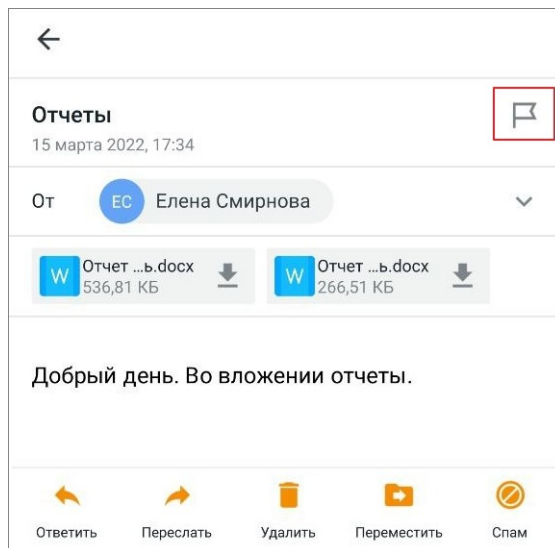 Отчеты
15 марта 2022, 17:34
От ЕС Елена Смирнова
W Отчет ...ь.docx W Отчет ...ь.docx
536,81 КБ 266,51 КБ
Добрый день. Во вложении отчеты.
Ответить Переслать Удалить Переместить Спам